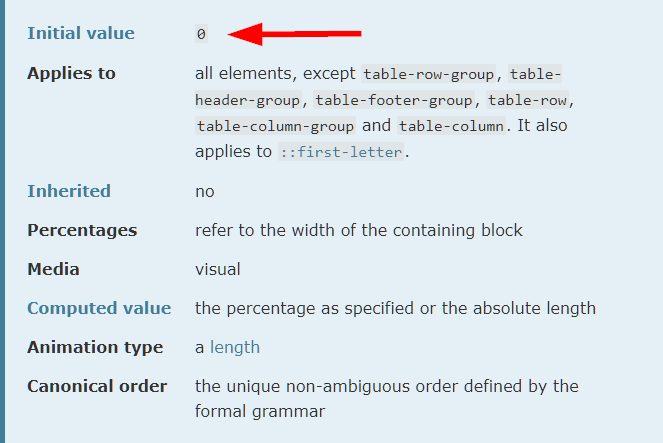 Initial value 0
Applies to all elements, except table-row-group, table-
header-group, table-footer-group, table-row,
table-column-group and table-column. It also
applies to ::first-letter.
Inherited no
Percentages refer to the width of the containing block
Media visual
Computed value the percentage as specified or the absolute length
Animation type a length
Canonical order the unique non-ambiguous order defined by the
formal grammar